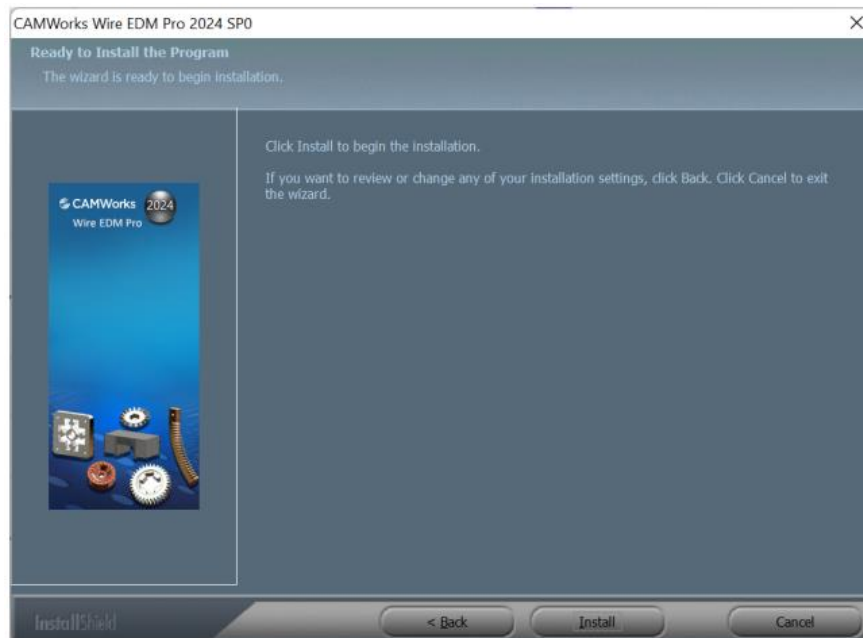 CAMWorks Wire EDM Pro 2024 SP0
Ready to Install the Program
The wizard is ready to begin installation.
Click Install to begin the installation.
If you want to review or change any of your installation settings, click Back. Click Cancel to exit
the wizard.
CAMWorks 2024
Wire EDM Pro
InstallShield
< Back
Install
Cancel